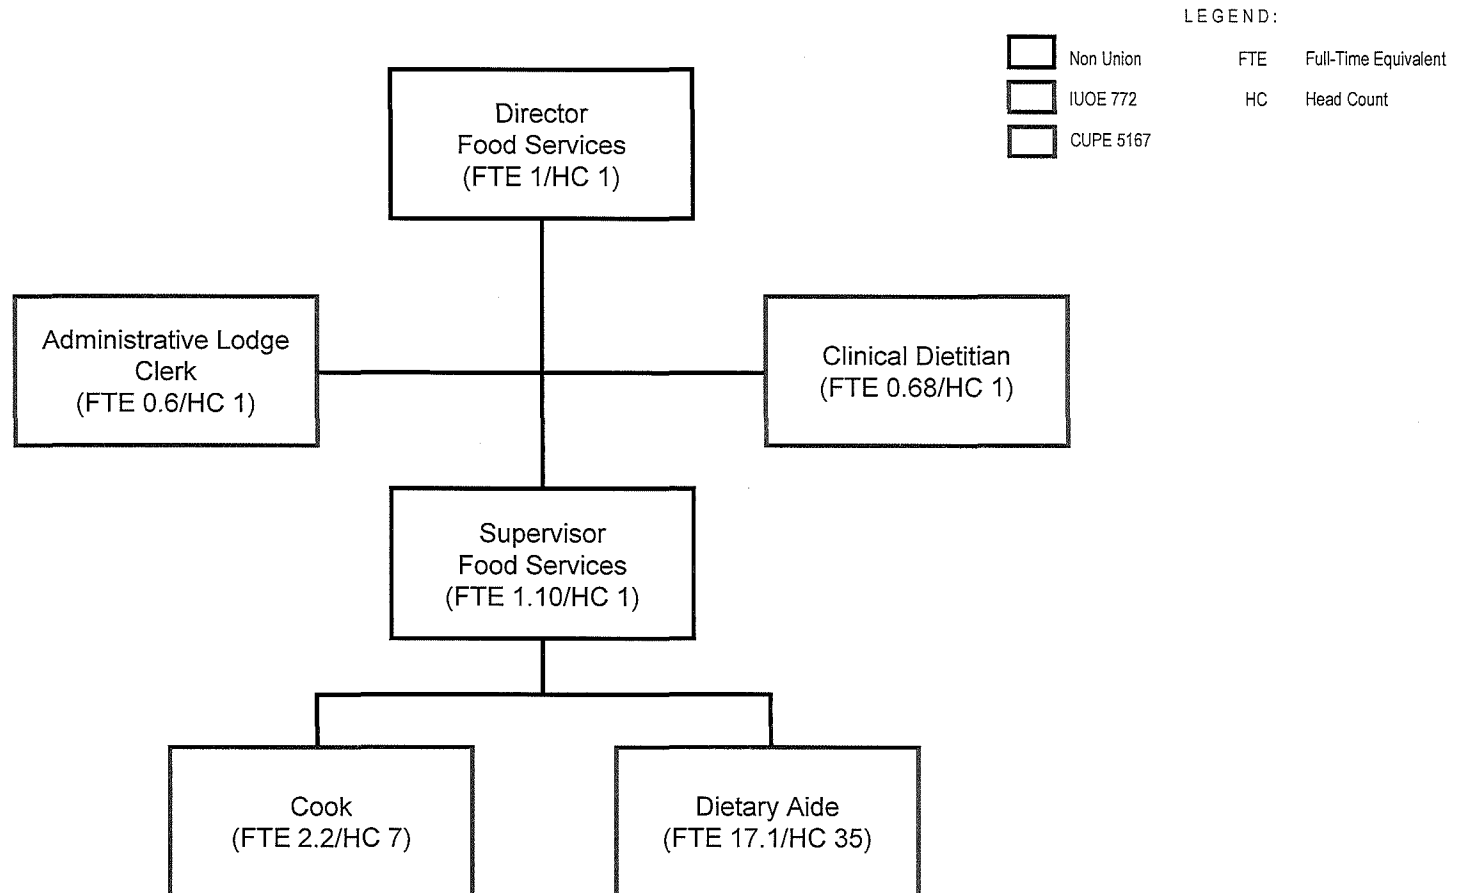 LEGEND:
Non Union FTE Full-Time Equivalent
IUOE 772 HC Head Count
CUPE 5167
Director
Food Services
(FTE 1/HC 1)
Administrative Lodge
Clerk
(FTE 0.6/HC 1)
Clinical Dietitian
(FTE 0.68/HC 1)
Supervisor
Food Services
(FTE 1.10/HC 1)
Cook
(FTE 2.2/HC 7)
Dietary Aide
(FTE 17.1/HC 35)